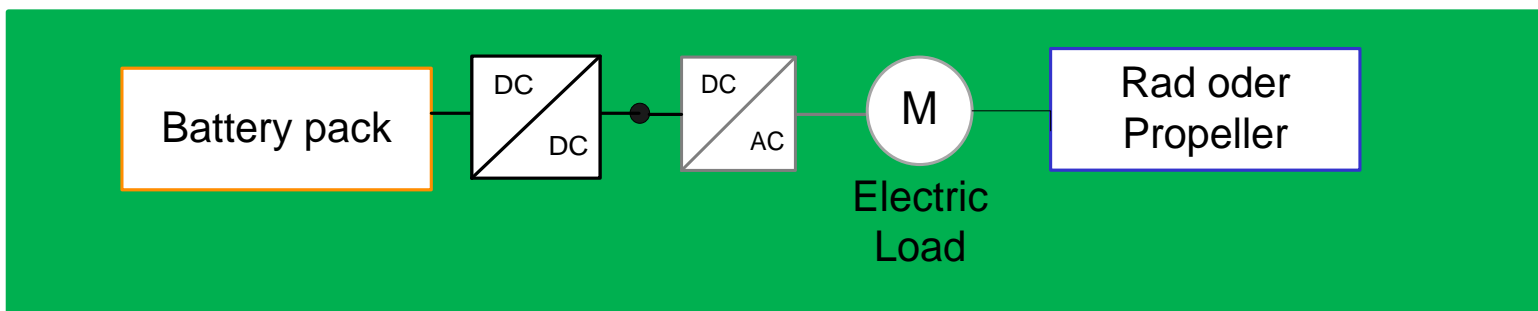 Battery pack
DC
DC
DC
AC
M
Electric
Load
Rad oder
Propeller